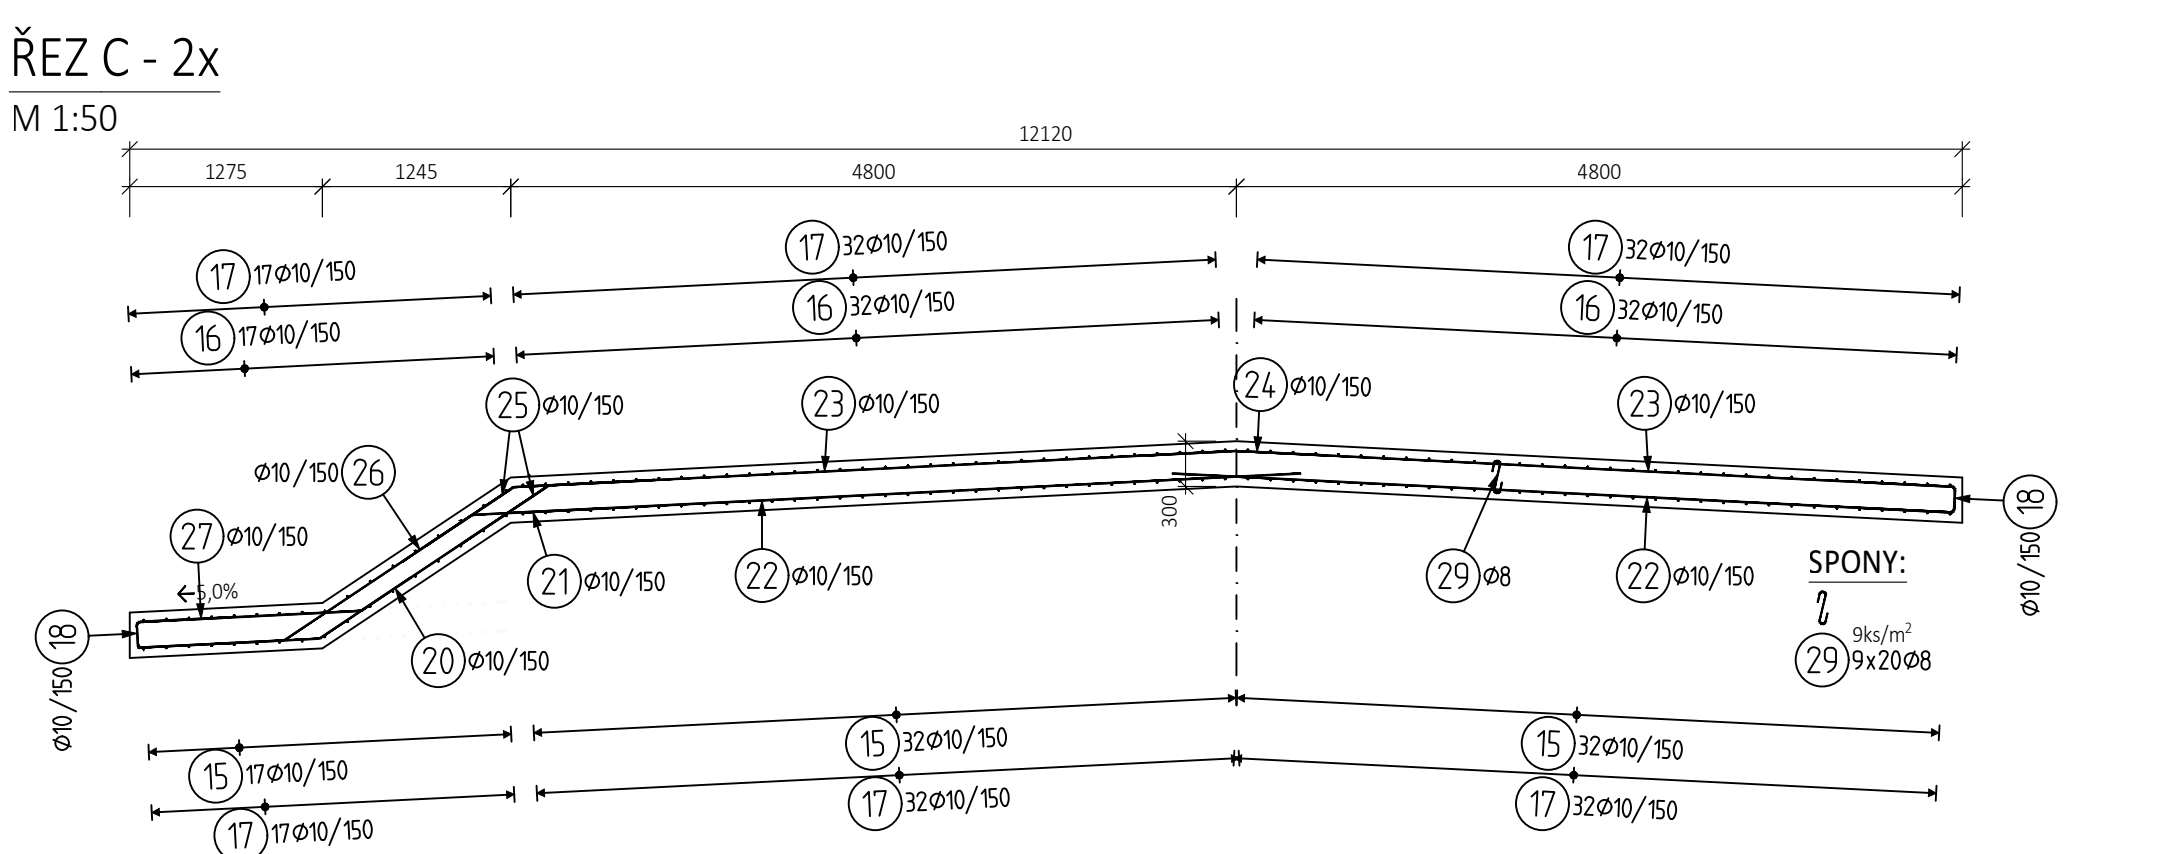 ŘEZ C - 2x
M 1:50
12120
1275 1245 4800 4800
17 17Ø10/150
17 32Ø10/150
17 32Ø10/150
16 17Ø10/150
16 32Ø10/150
16 32Ø10/150
25 Ø10/150
23 Ø10/150
24 Ø10/150
23 Ø10/150
Ø10/150 26
27 Ø10/150
5,0%
18 Ø10/150
300
21 Ø10/150
22 Ø10/150
29 Ø8
22 Ø10/150
18 Ø10/150
20 Ø10/150
SPONY:
9ks/m²
29 9x20Ø8
15 17Ø10/150
15 32Ø10/150
15 32Ø10/150
17 17Ø10/150
17 32Ø10/150
17 32Ø10/150